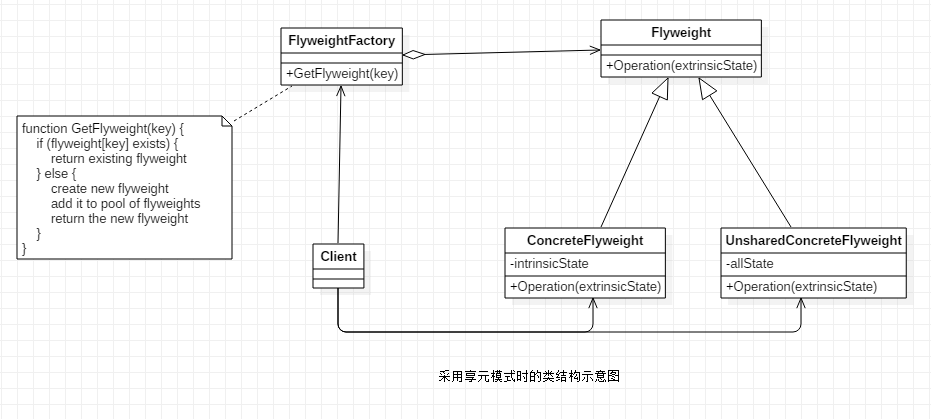 FlyweightFactory
+GetFlyweight(key)
Flyweight
+Operation(extrinsicState)
function GetFlyweight(key) {
if (flyweight[key] exists) {
return existing flyweight
} else {
create new flyweight
add it to pool of flyweights
return the new flyweight
}
}
Client
ConcreteFlyweight
-intrinsicState
+Operation(extrinsicState)
UnsharedConcreteFlyweight
-allState
+Operation(extrinsicState)
采用享元模式时的类结构示意图